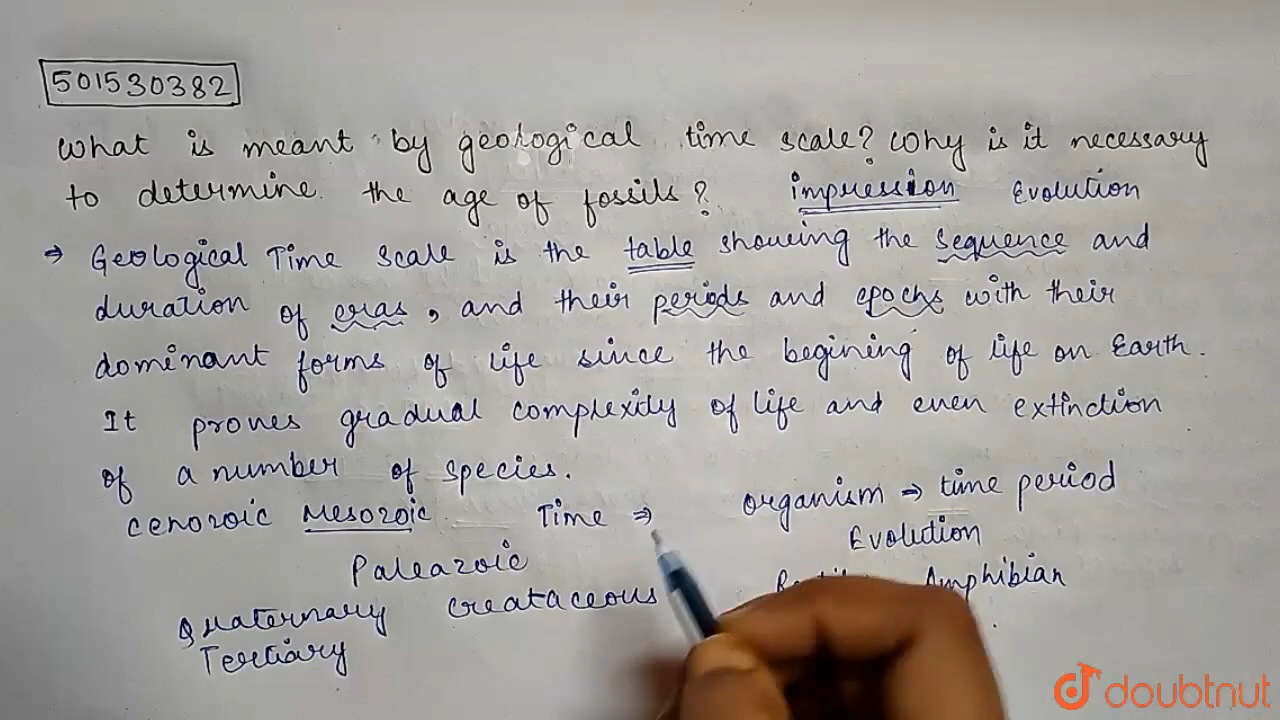 501530382
What is meant by geological time scale? Why is it necessary
to determine the age of fossils? impression Evolution
⇒ Geological Time Scale is the table showing the sequence and
duration of eras, and their periods and epochs with their
dominant forms of life since the begining of life on Earth.
It proves gradual complexity of life and even extinction
of a number of species.
organism ⇒ time period
Cenozoic Mesozoic Time ⇒
Evolution
Paleazoic
Amphibian
Quaternary Creataceous
Tertiary
doubtnut